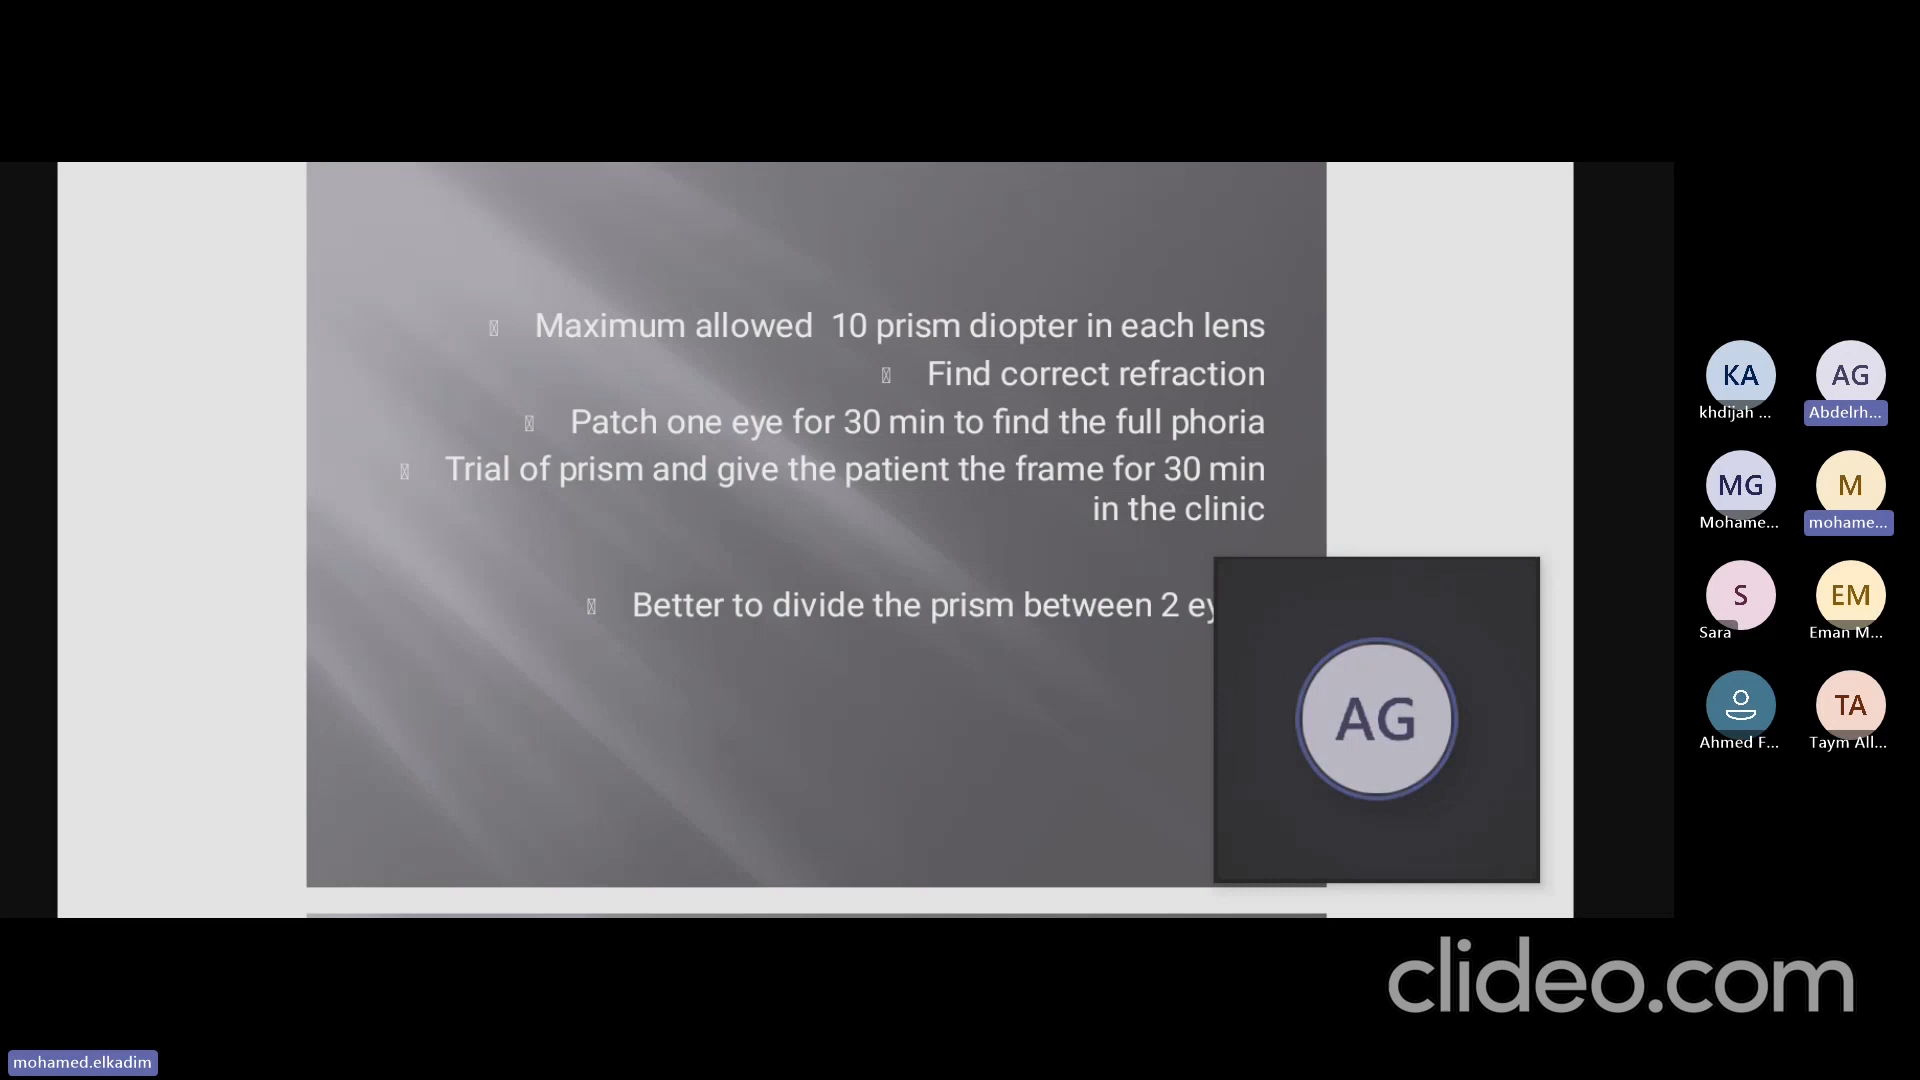 Maximum allowed 10 prism diopter in each lens
Find correct refraction
Patch one eye for 30 min to find the full phoria
Trial of prism and give the patient the frame for 30 min
in the clinic
Better to divide the prism between 2
AG
KA
khdijah ...
AG
Abdelrh...
MG
Mohame...
M
mohame...
S
Sara
EM
Eman M...
Ahmed F...
TA
Taym All...
clideo.com
mohamed.elkadim